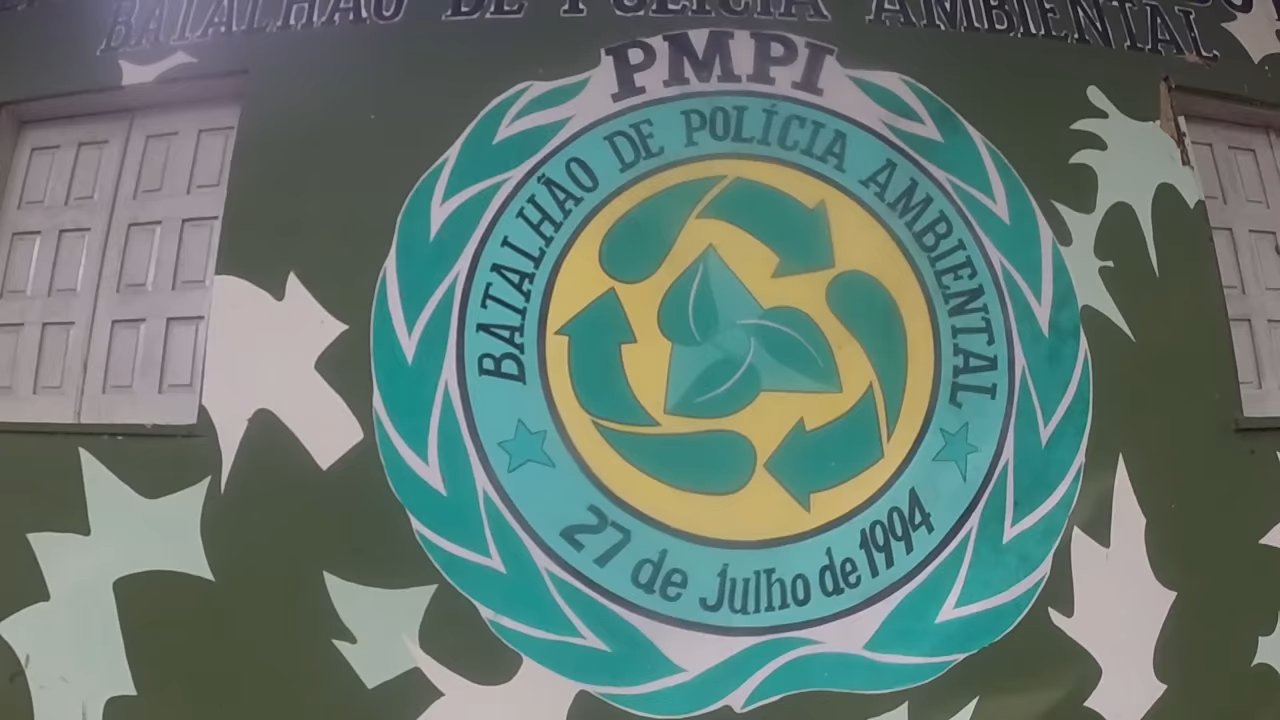 BATALHÃO DE POLÍCIA AMBIENTAL
PMPI
BATALHÃO DE POLÍCIA AMBIENTAL
27 de Julho de 1994